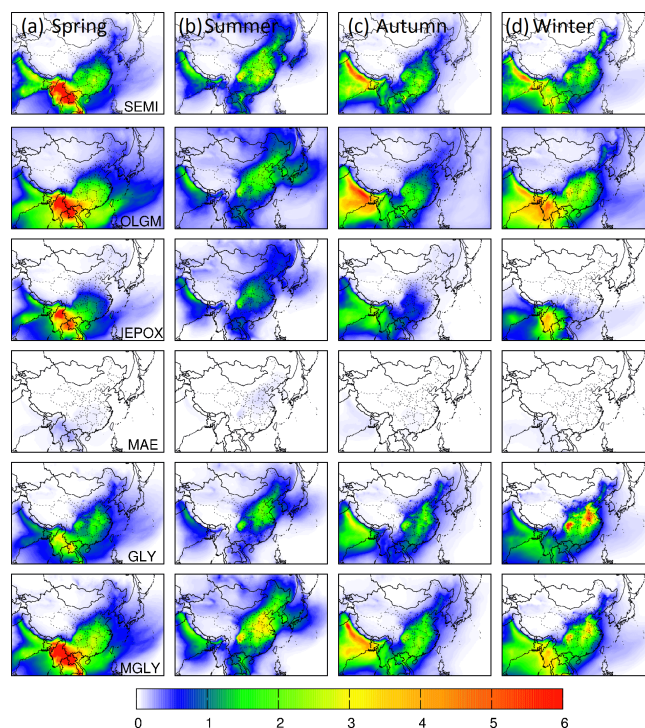 (a) Spring (b) Summer (c) Autumn (d) Winter
SEMI
OLGM
IEPOX
MAE
GLY
MGLY
0 1 2 3 4 5 6